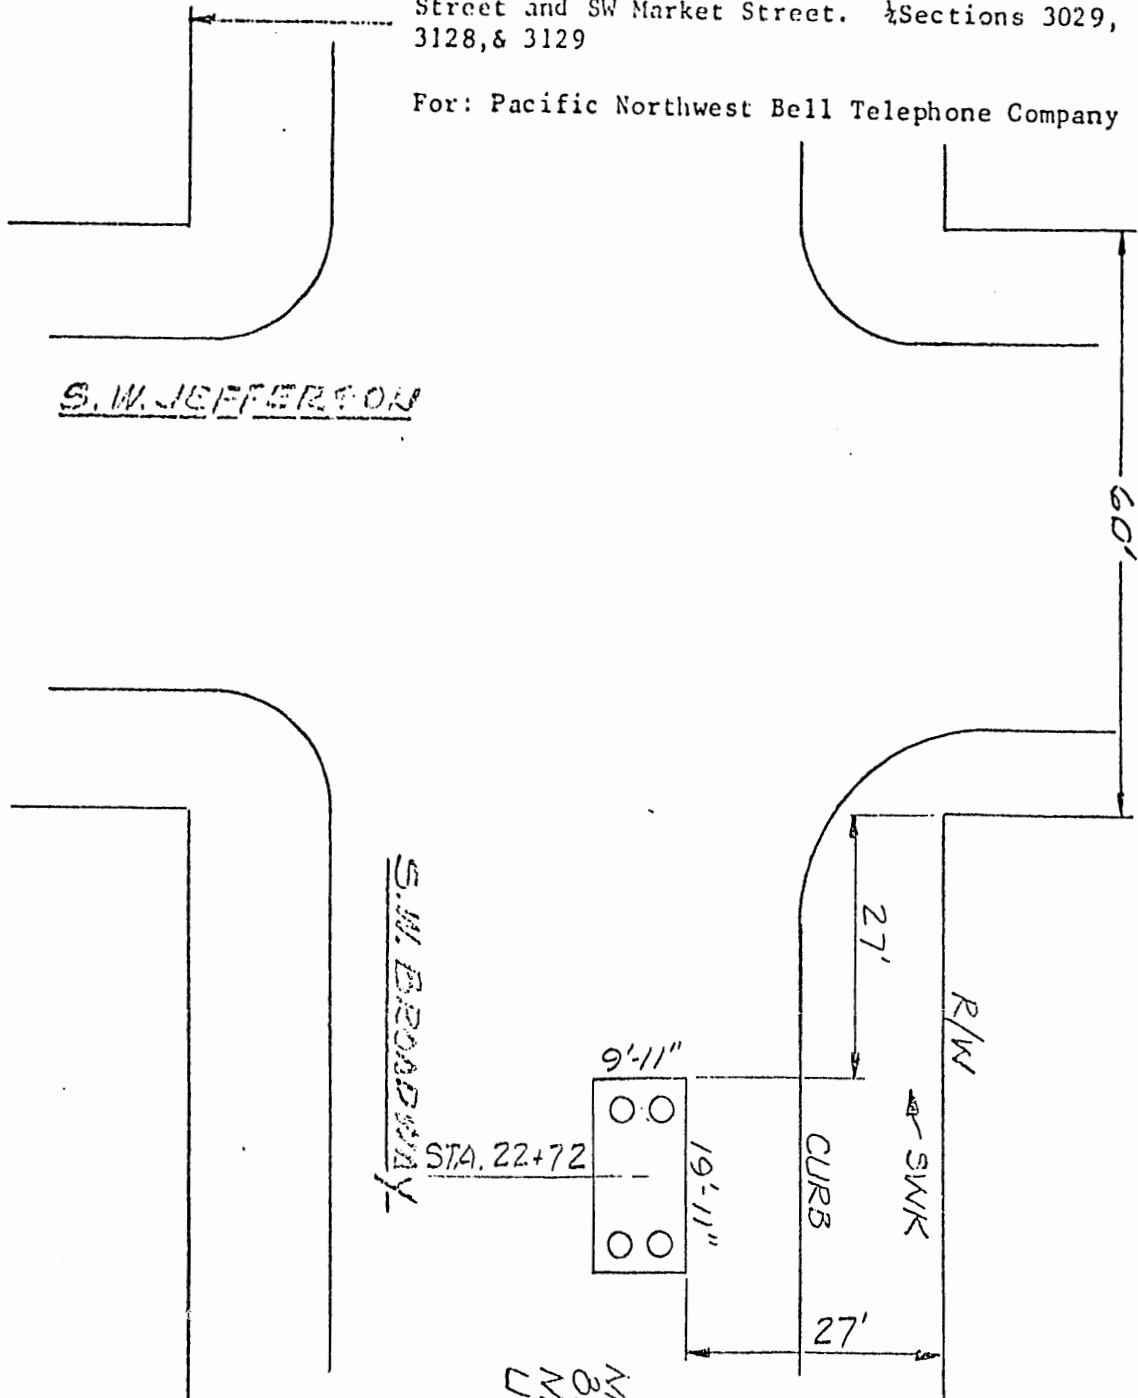 Street and SW Market Street. ¼Sections 3029,
3128,& 3129
For: Pacific Northwest Bell Telephone Company
S.W. JEFFERSON
60'
27'
R/W
S.W. BROADWAY
9'-11"
SWK
STA. 22+72
19'-11"
CURB
27'